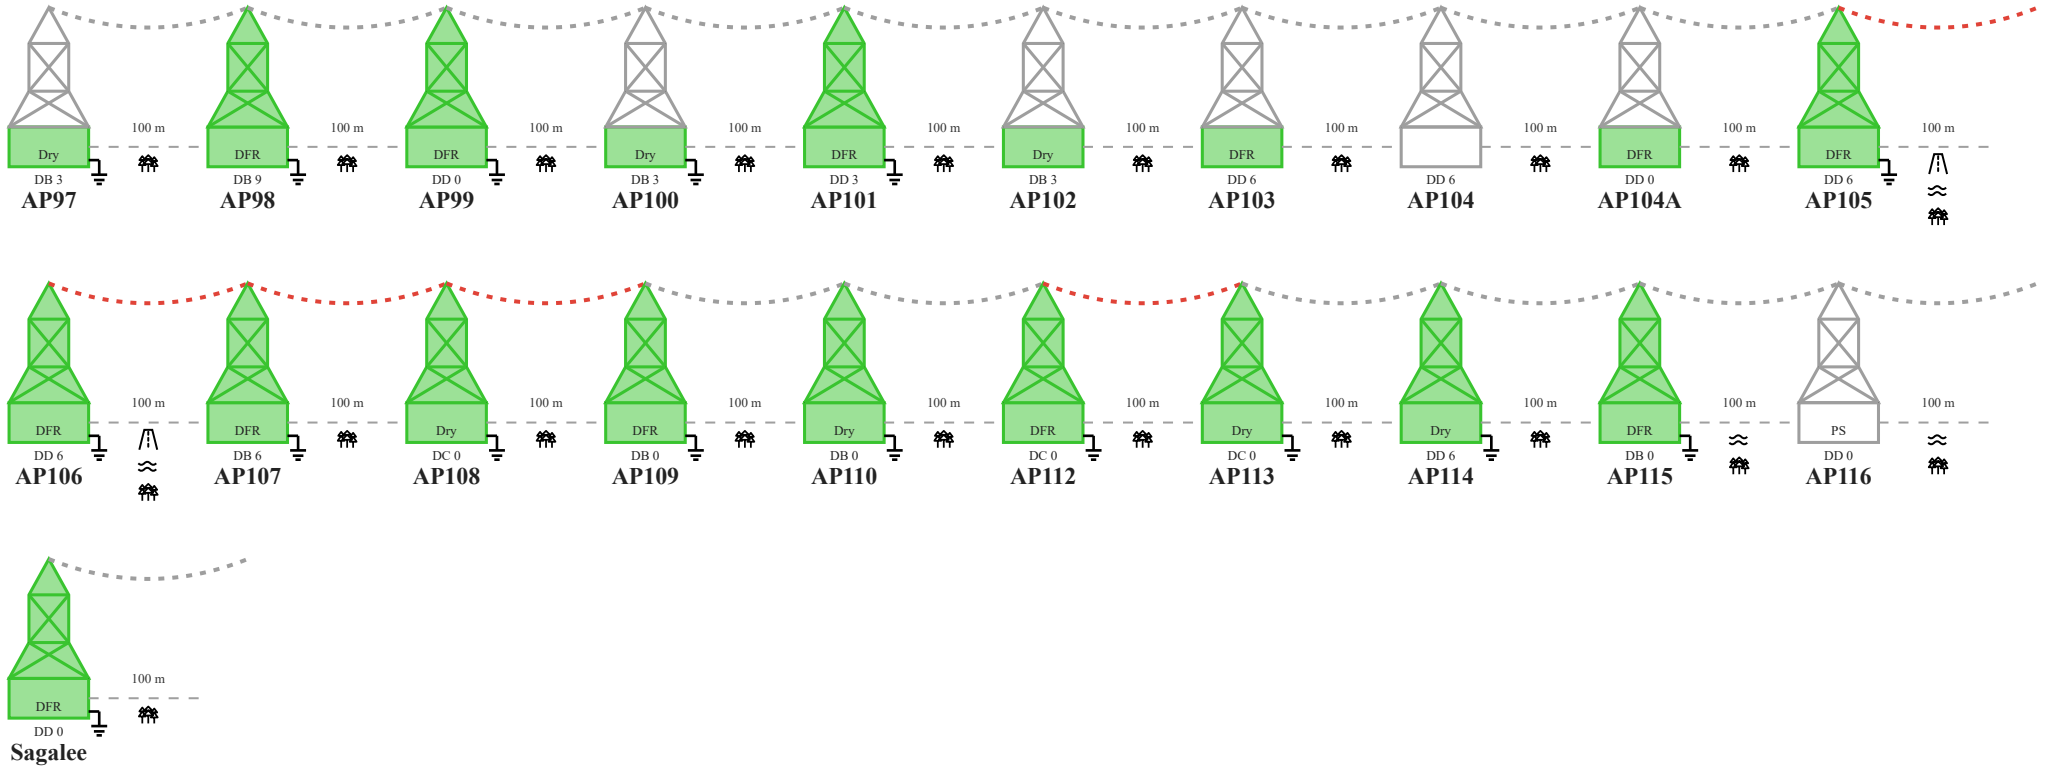 100 m 100 m 100 m 100 m 100 m 100 m 100 m 100 m 100 m 100 m
Dry DFR DFR Dry DFR Dry DFR DFR DFR
DB 3 DB 9 DD 0 DB 3 DD 3 DB 3 DD 6 DD 6 DD 0 DD 6
AP97 AP98 AP99 AP100 AP101 AP102 AP103 AP104 AP104A AP105
100 m 100 m 100 m 100 m 100 m 100 m 100 m 100 m 100 m 100 m
DFR DFR Dry DFR Dry DFR Dry Dry DFR PS
DD 6 DB 6 DC 0 DB 0 DB 0 DC 0 DC 0 DD 6 DB 0 DD 0
AP106 AP107 AP108 AP109 AP110 AP112 AP113 AP114 AP115 AP116
100 m
DFR
DD 0
Sagalee